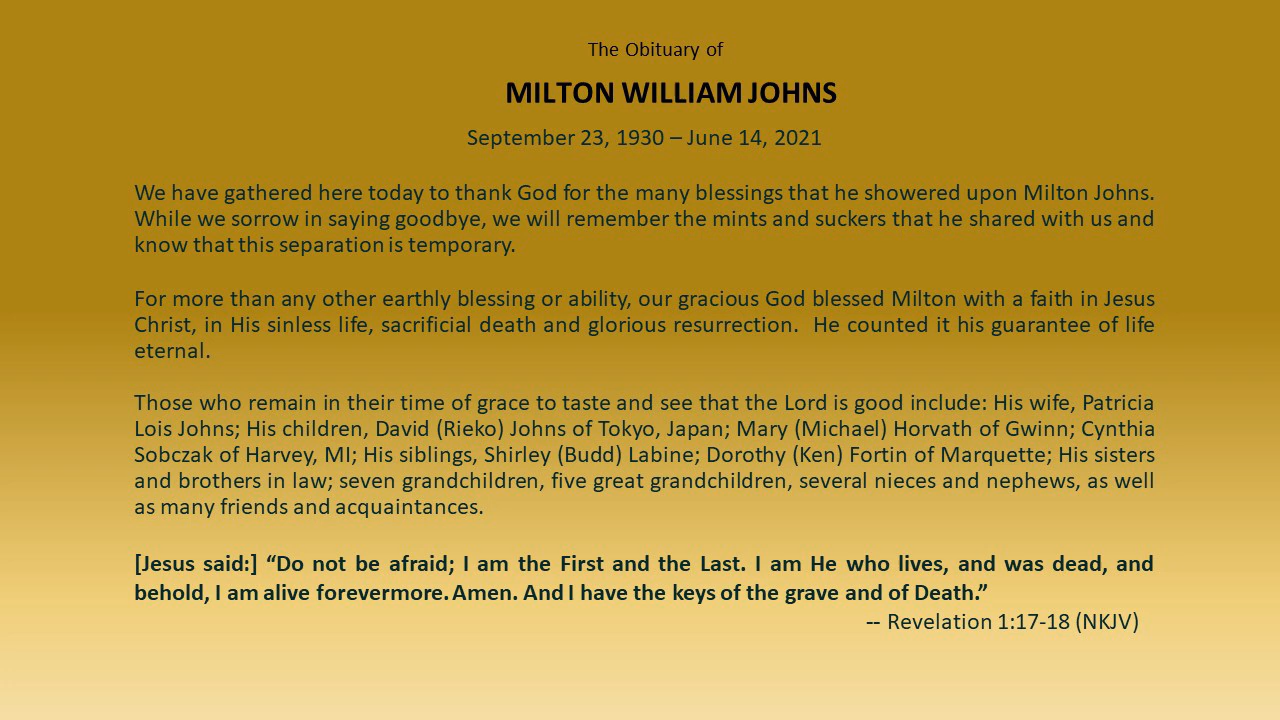 The Obituary of
MILTON WILLIAM JOHNS
September 23, 1930 – June 14, 2021
We have gathered here today to thank God for the many blessings that he showered upon Milton Johns.
While we sorrow in saying goodbye, we will remember the mints and suckers that he shared with us and
know that this separation is temporary.
For more than any other earthly blessing or ability, our gracious God blessed Milton with a faith in Jesus
Christ, in His sinless life, sacrificial death and glorious resurrection.  He counted it his guarantee of life
eternal.
Those who remain in their time of grace to taste and see that the Lord is good include: His wife, Patricia
Lois Johns; His children, David (Rieko) Johns of Tokyo, Japan; Mary (Michael) Horvath of Gwinn; Cynthia
Sobczak of Harvey, MI; His siblings, Shirley (Budd) Labine; Dorothy (Ken) Fortin of Marquette; His sisters
and brothers in law; seven grandchildren, five great grandchildren, several nieces and nephews, as well
as many friends and acquaintances.
[Jesus said:] “Do not be afraid; I am the First and the Last. I am He who lives, and was dead, and
behold, I am alive forevermore. Amen. And I have the keys of the grave and of Death.”
-- Revelation 1:17-18 (NKJV)